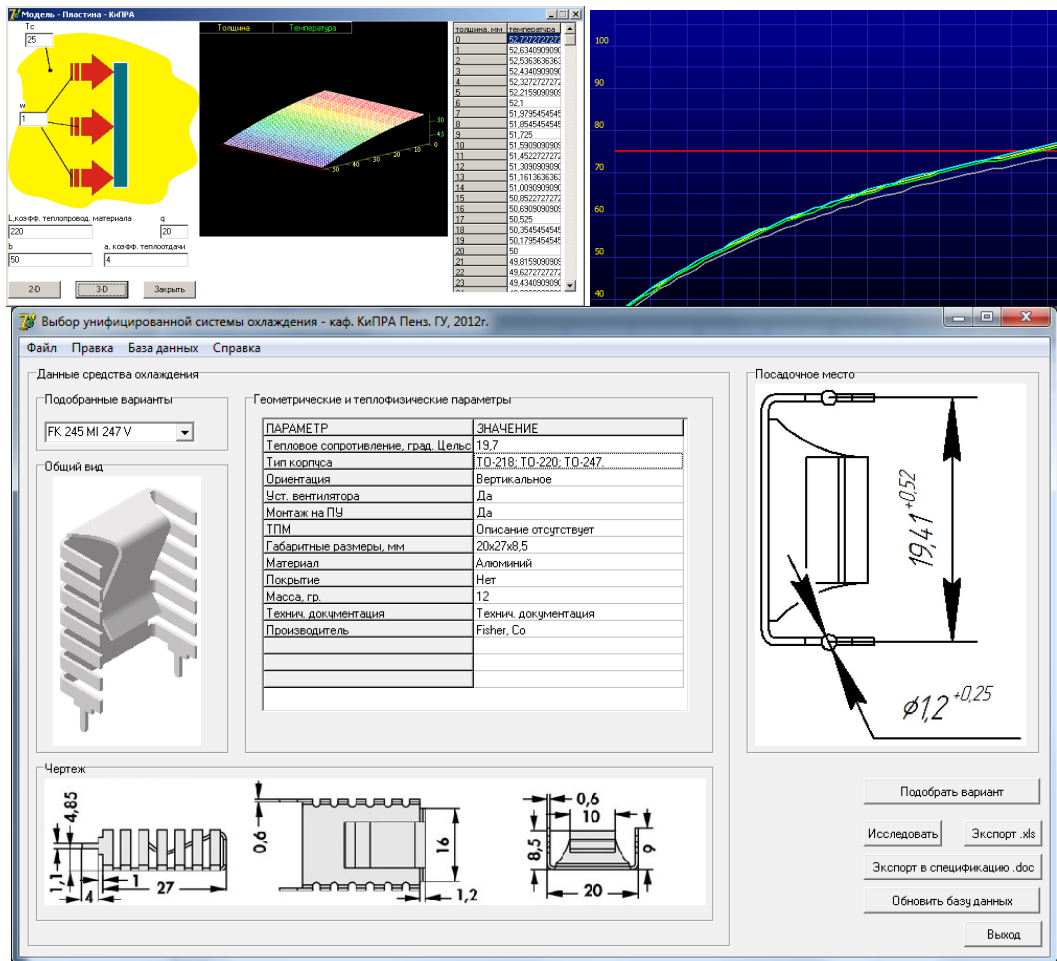 Модель - Пластина - КиПРА
Tc
25
w
1
L,коэфф. теплопровод. материала
220
q
20
b
50
a, коэфф. теплоотдачи
4
2-D
3-D
Закрыть
Толщина
Температура
50
45
0
10
20
30
40
50
толщина, мм температура
0 52,7272727272
1 52,6340909090
2 52,5363636363
3 52,4340909090
4 52,3272727272
5 52,2159090909
6 52,1
7 51,9795454545
8 51,8545454545
9 51,725
10 51,5909090909
11 51,4522727272
12 51,3090909090
13 51,1613636363
14 51,0090909090
15 50,8522727272
16 50,6909090909
17 50,525
18 50,3545454545
19 50,1795454545
20 50
21 49,8159090909
22 49,6272727272
23 49,4340909090
100
90
80
70
60
50
40
Выбор унифицированной системы охлаждения - каф. КиПРА Пенз. ГУ, 2012г.
Файл Правка База данных Справка
Данные средства охлаждения
Подобранные варианты
FK 245 MI 247 V
Общий вид
Геометрические и теплофизические параметры
ПАРАМЕТР ЗНАЧЕНИЕ
Тепловое сопротивление, град. Цельс 19,7
Тип корпуса TO-218; TO-220; TO-247.
Ориентация Вертикальное
Уст. вентилятора Да
Монтаж на ПУ Да
ТПМ Описание отсутствует
Габаритные размеры, мм 20x27x8,5
Материал Алюминий
Покрытие Нет
Масса, гр. 12
Технич. документация Технич. документация
Производитель Fisher, Co
Посадочное место
19,41+0,52
ø1,2+0,25
Чертеж
4,85
1,1
4
1
27
0,6
16
1,2
0,6
10
8,5
9
20
Подобрать вариант
Исследовать
Экспорт .xls
Экспорт в спецификацию .doc
Обновить базу данных
Выход